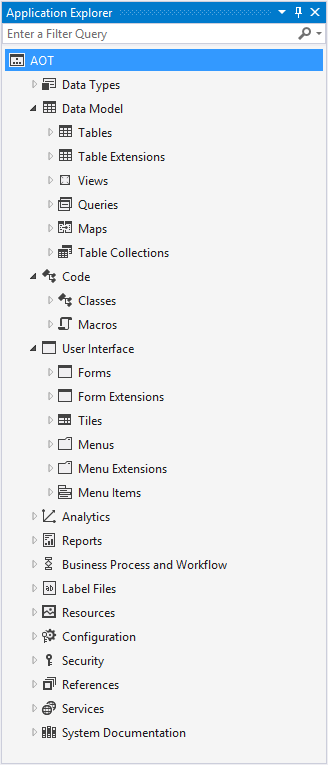 Application Explorer
Enter a Filter Query
AOT
Data Types
Data Model
Tables
Table Extensions
Views
Queries
Maps
Table Collections
Code
Classes
Macros
User Interface
Forms
Form Extensions
Tiles
Menus
Menu Extensions
Menu Items
Analytics
Reports
Business Process and Workflow
Label Files
Resources
Configuration
Security
References
Services
System Documentation